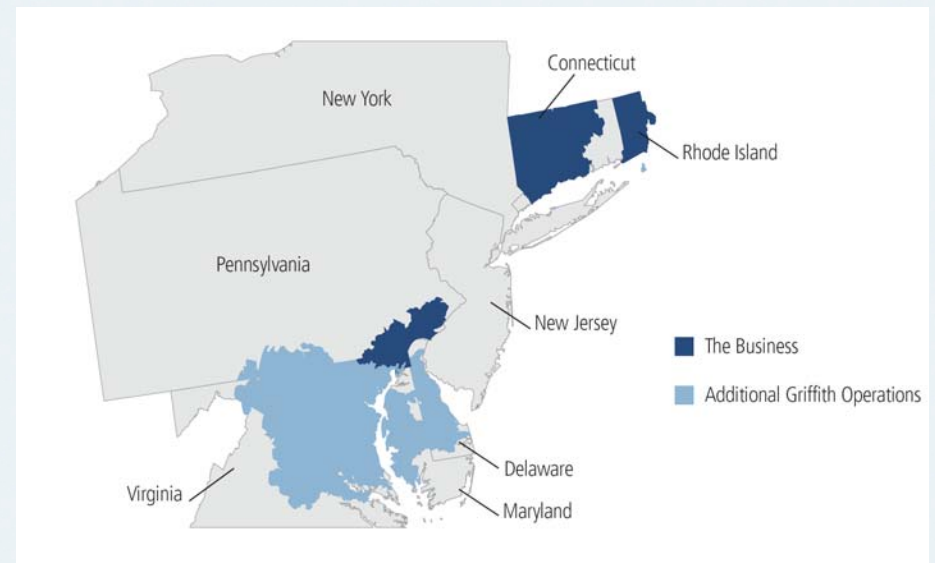 Connecticut
New York
Rhode Island
Pennsylvania
New Jersey
The Business
Additional Griffith Operations
Delaware
Virginia
Maryland